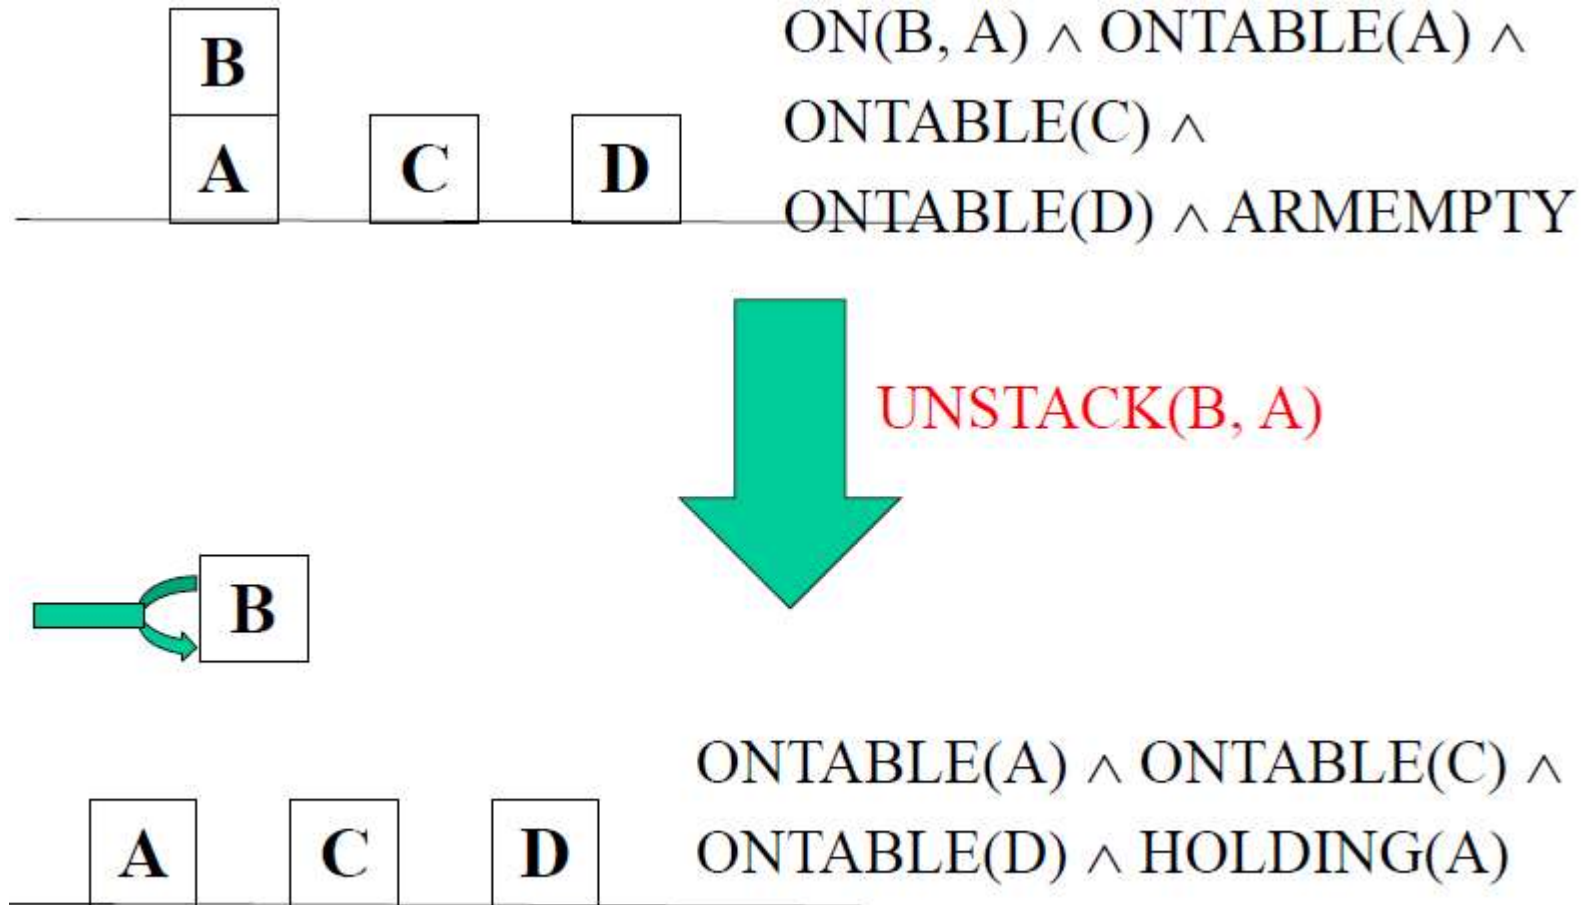 B
A
C
D
ON(B, A) ∧ ONTABLE(A) ∧
ONTABLE(C) ∧
ONTABLE(D) ∧ ARMEMPTY
UNSTACK(B, A)
B
A
C
D
ONTABLE(A) ∧ ONTABLE(C) ∧
ONTABLE(D) ∧ HOLDING(A)